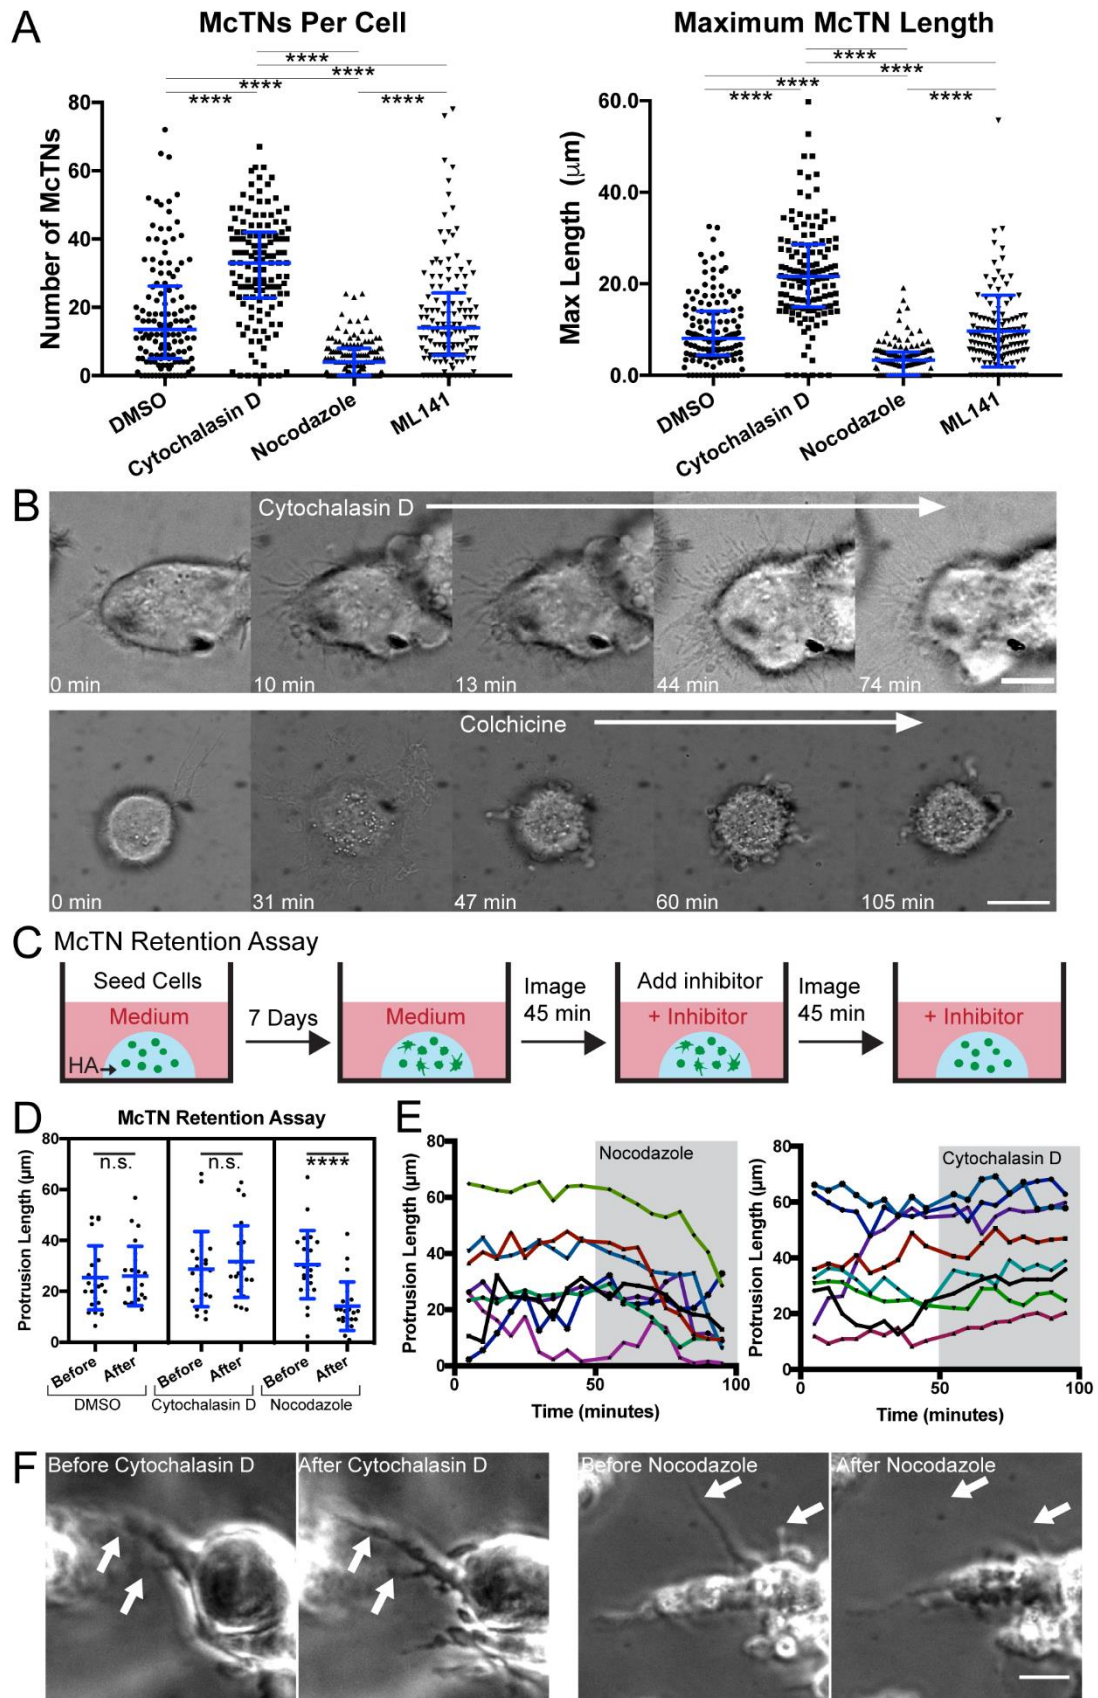 A
McTNs Per Cell
****
****
****
****
****
Number of McTNs
80
60
40
20
0
DMSO
Cytochalasin D
Nocodazole
ML141
Maximum McTN Length
****
****
****
****
****
Max Length (µm)
60.0
40.0
20.0
0.0
DMSO
Cytochalasin D
Nocodazole
ML141
B
Cytochalasin D
0 min
10 min
13 min
44 min
74 min
Colchicine
0 min
31 min
47 min
60 min
105 min
C McTN Retention Assay
Seed Cells
Medium
HA
7 Days
Medium
Image
45 min
Add inhibitor
+ Inhibitor
Image
45 min
+ Inhibitor
D
McTN Retention Assay
Protrusion Length (µm)
80
60
40
20
0
n.s.
n.s.
****
Before
After
Before
After
Before
After
DMSO
Cytochalasin D
Nocodazole
E
Protrusion Length (µm)
80
60
40
20
0
Nocodazole
0
50
100
Time (minutes)
Protrusion Length (µm)
80
60
40
20
0
Cytochalasin D
0
50
100
Time (minutes)
F
Before Cytochalasin D
After Cytochalasin D
Before Nocodazole
After Nocodazole